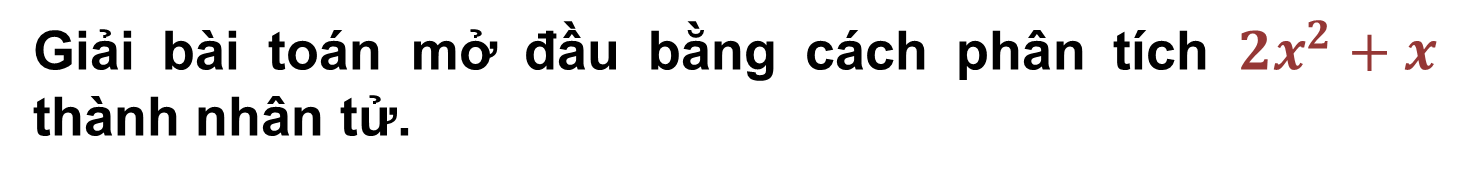 Giải bài toán mở đầu bằng cách phân tích 2x² + x
thành nhân tử.